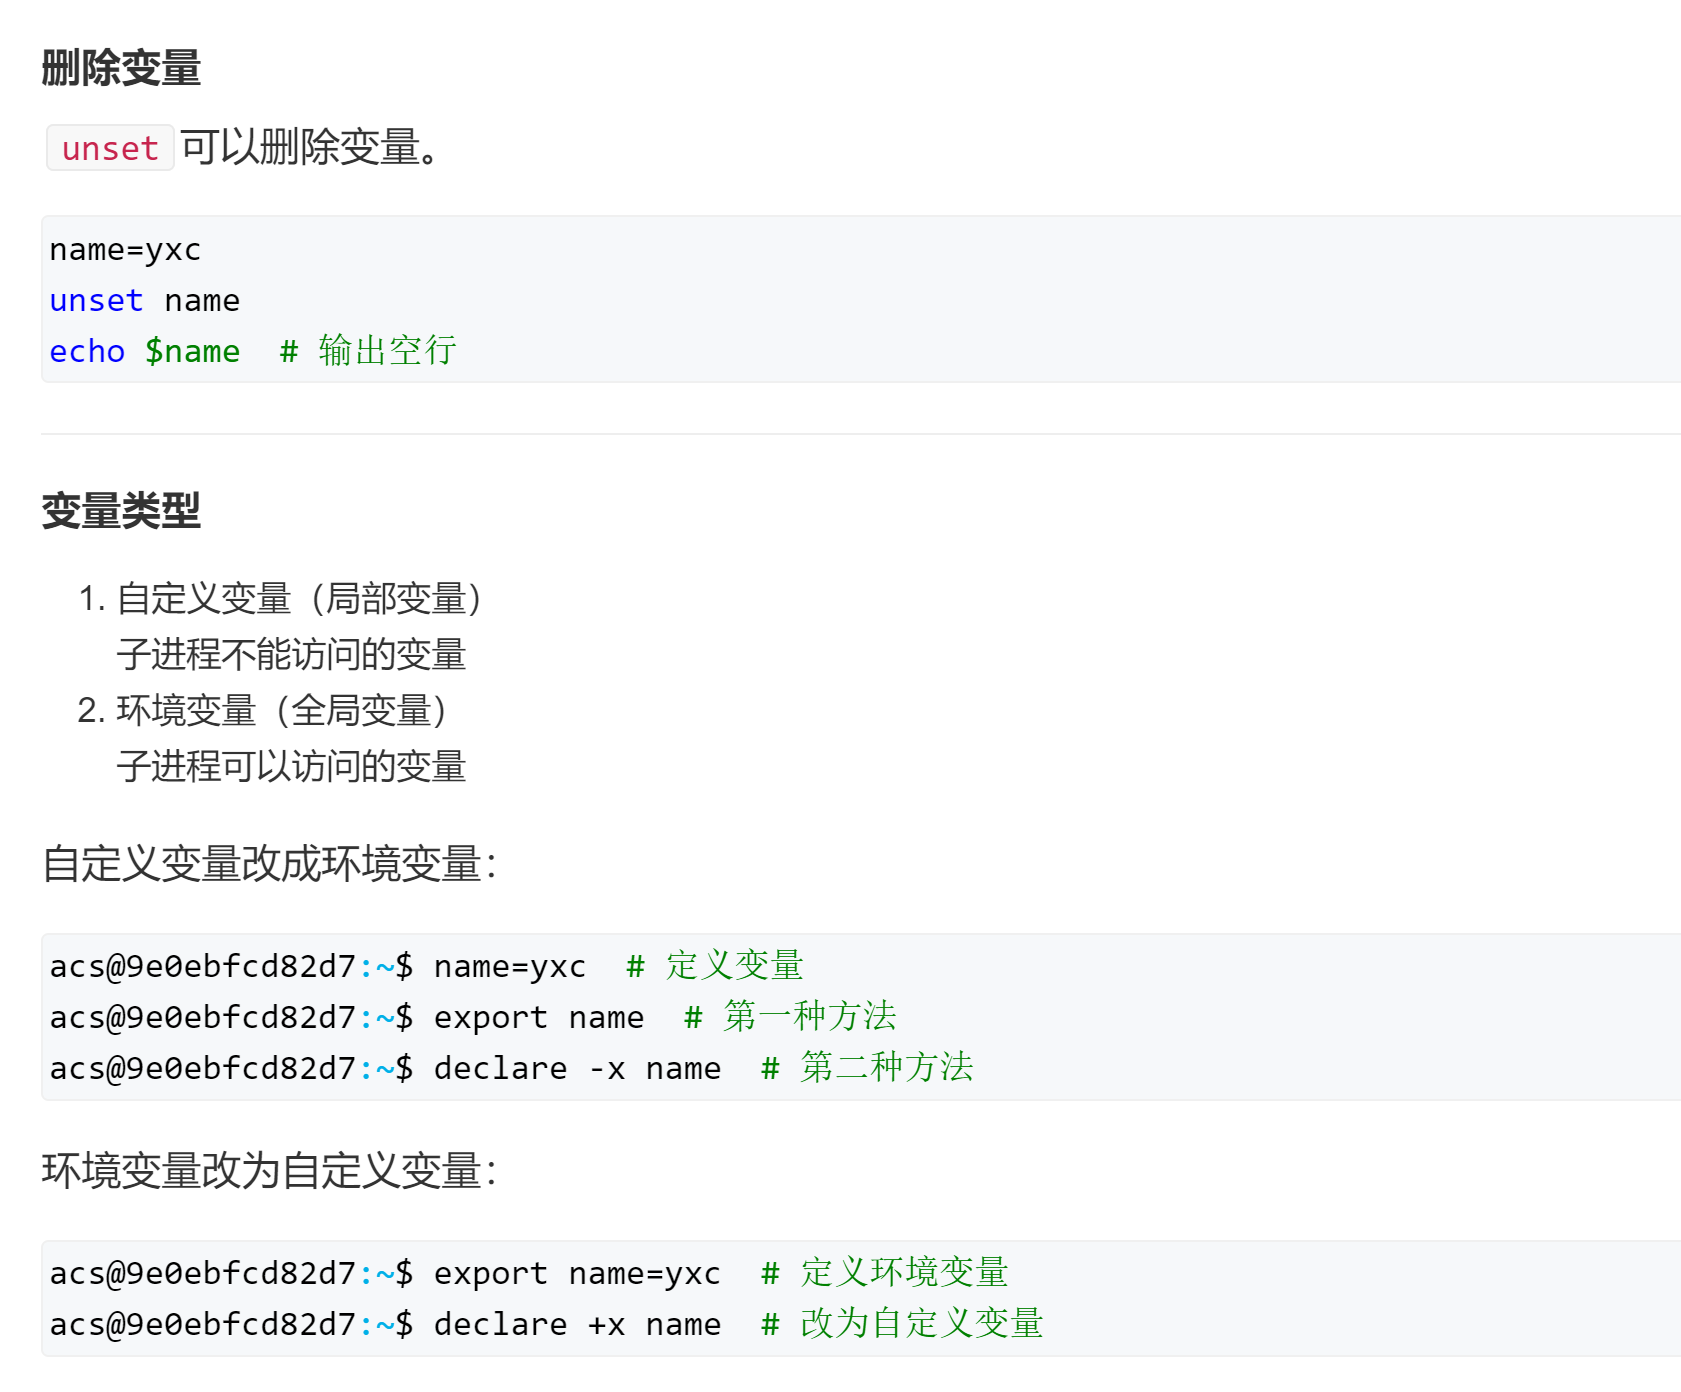 删除变量
unset 可以删除变量。
name=yxc
unset name
echo $name  # 输出空行
变量类型
1. 自定义变量（局部变量）
子进程不能访问的变量
2. 环境变量（全局变量）
子进程可以访问的变量
自定义变量改成环境变量：
acs@9e0ebfcd82d7:~$ name=yxc  # 定义变量
acs@9e0ebfcd82d7:~$ export name  # 第一种方法
acs@9e0ebfcd82d7:~$ declare -x name  # 第二种方法
环境变量改为自定义变量：
acs@9e0ebfcd82d7:~$ export name=yxc  # 定义环境变量
acs@9e0ebfcd82d7:~$ declare +x name  # 改为自定义变量